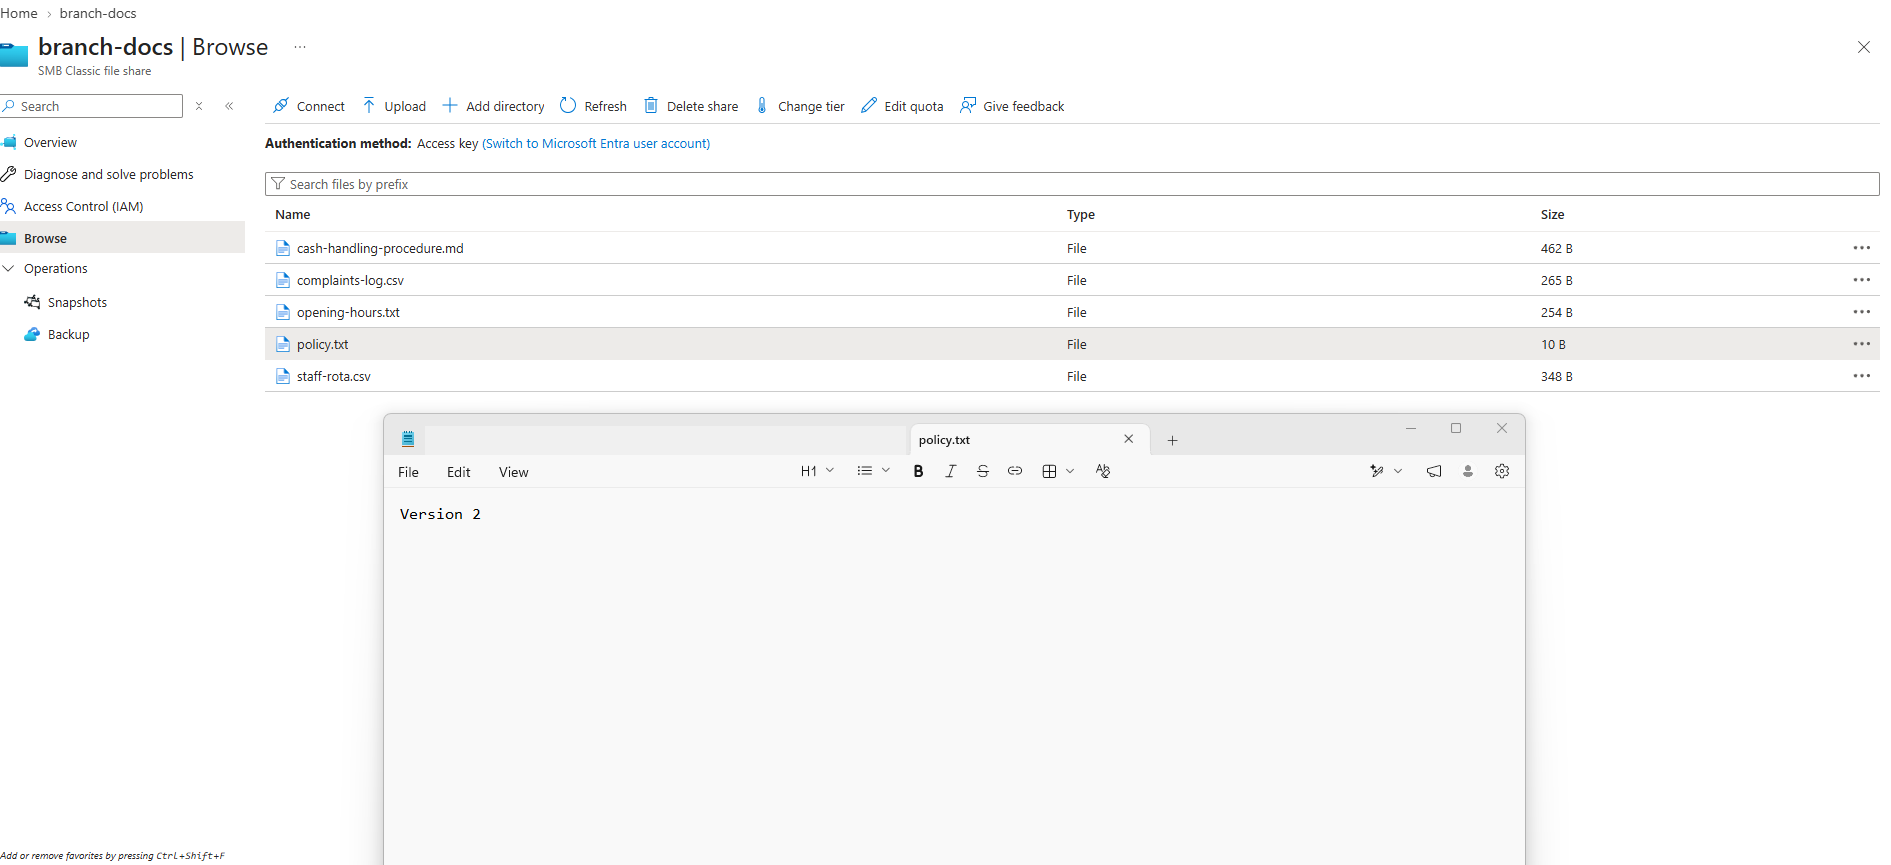 Home › branch-docs
branch-docs | Browse ...
SMB Classic file share
Search
Overview
Diagnose and solve problems
Access Control (IAM)
Browse
Operations
Snapshots
Backup
Add or remove favorites by pressing Ctrl+Shift+F
Connect Upload Add directory Refresh Delete share Change tier Edit quota Give feedback
Authentication method: Access key (Switch to Microsoft Entra user account)
Search files by prefix
Name Type Size
cash-handling-procedure.md File 462 B
complaints-log.csv File 265 B
opening-hours.txt File 254 B
policy.txt File 10 B
staff-rota.csv File 348 B
policy.txt
File Edit View H1 B I S
Version 2